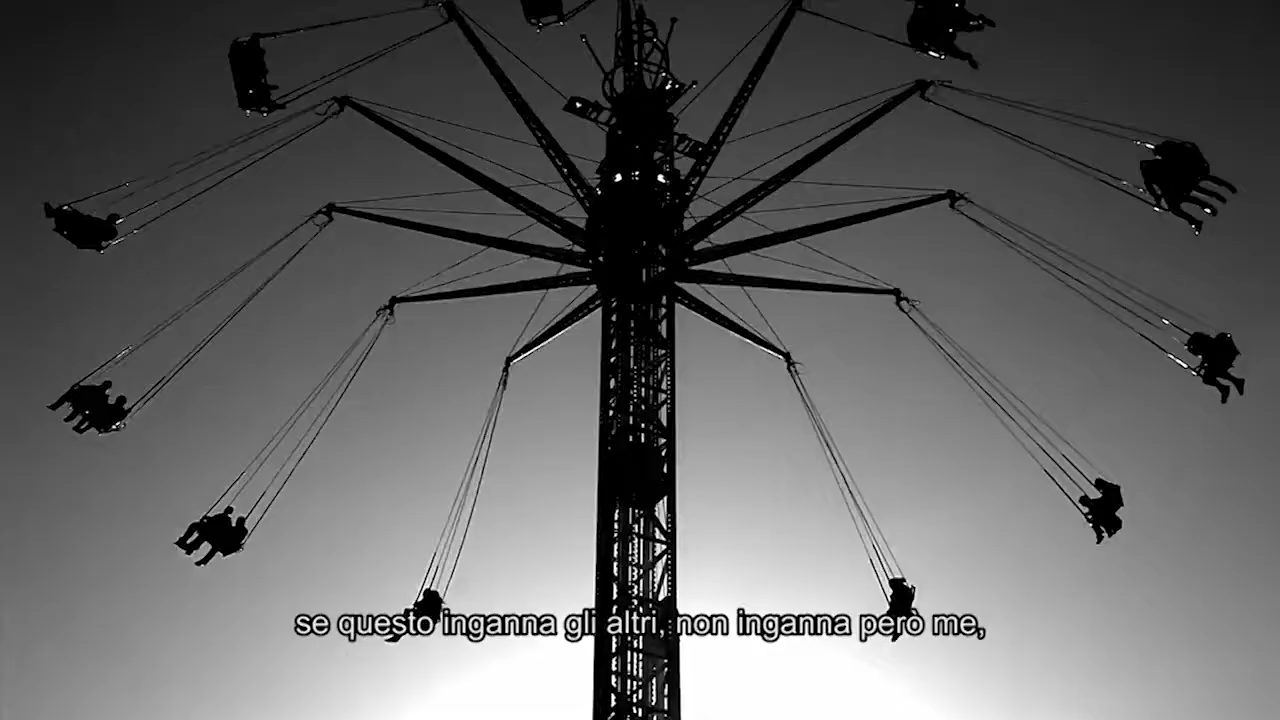 se questo inganna gli altri, non inganna però me,